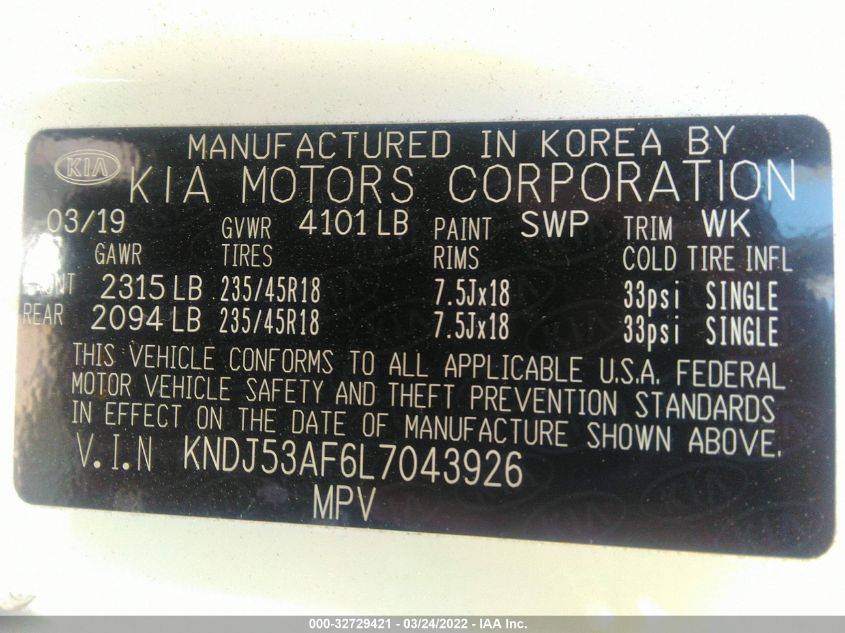 MANUFACTURED IN KOREA BY
KIA
KIA MOTORS CORPORATION
03/19 GVWR 4101 LB PAINT SWP TRIM WK
GAWR TIRES RIMS COLD TIRE INFL
2315 LB 235/45R18 7.5Jx18 33psi SINGLE
REAR 2094 LB 235/45R18 7.5Jx18 33psi SINGLE
THIS VEHICLE CONFORMS TO ALL APPLICABLE U.S.A. FEDERAL
MOTOR VEHICLE SAFETY AND THEFT PREVENTION STANDARDS
IN EFFECT ON THE DATE OF MANUFACTURE SHOWN ABOVE.
V.I.N KNDJ53AF6L7043926
MPV
000-32729421 - 03/24/2022 - IAA Inc.